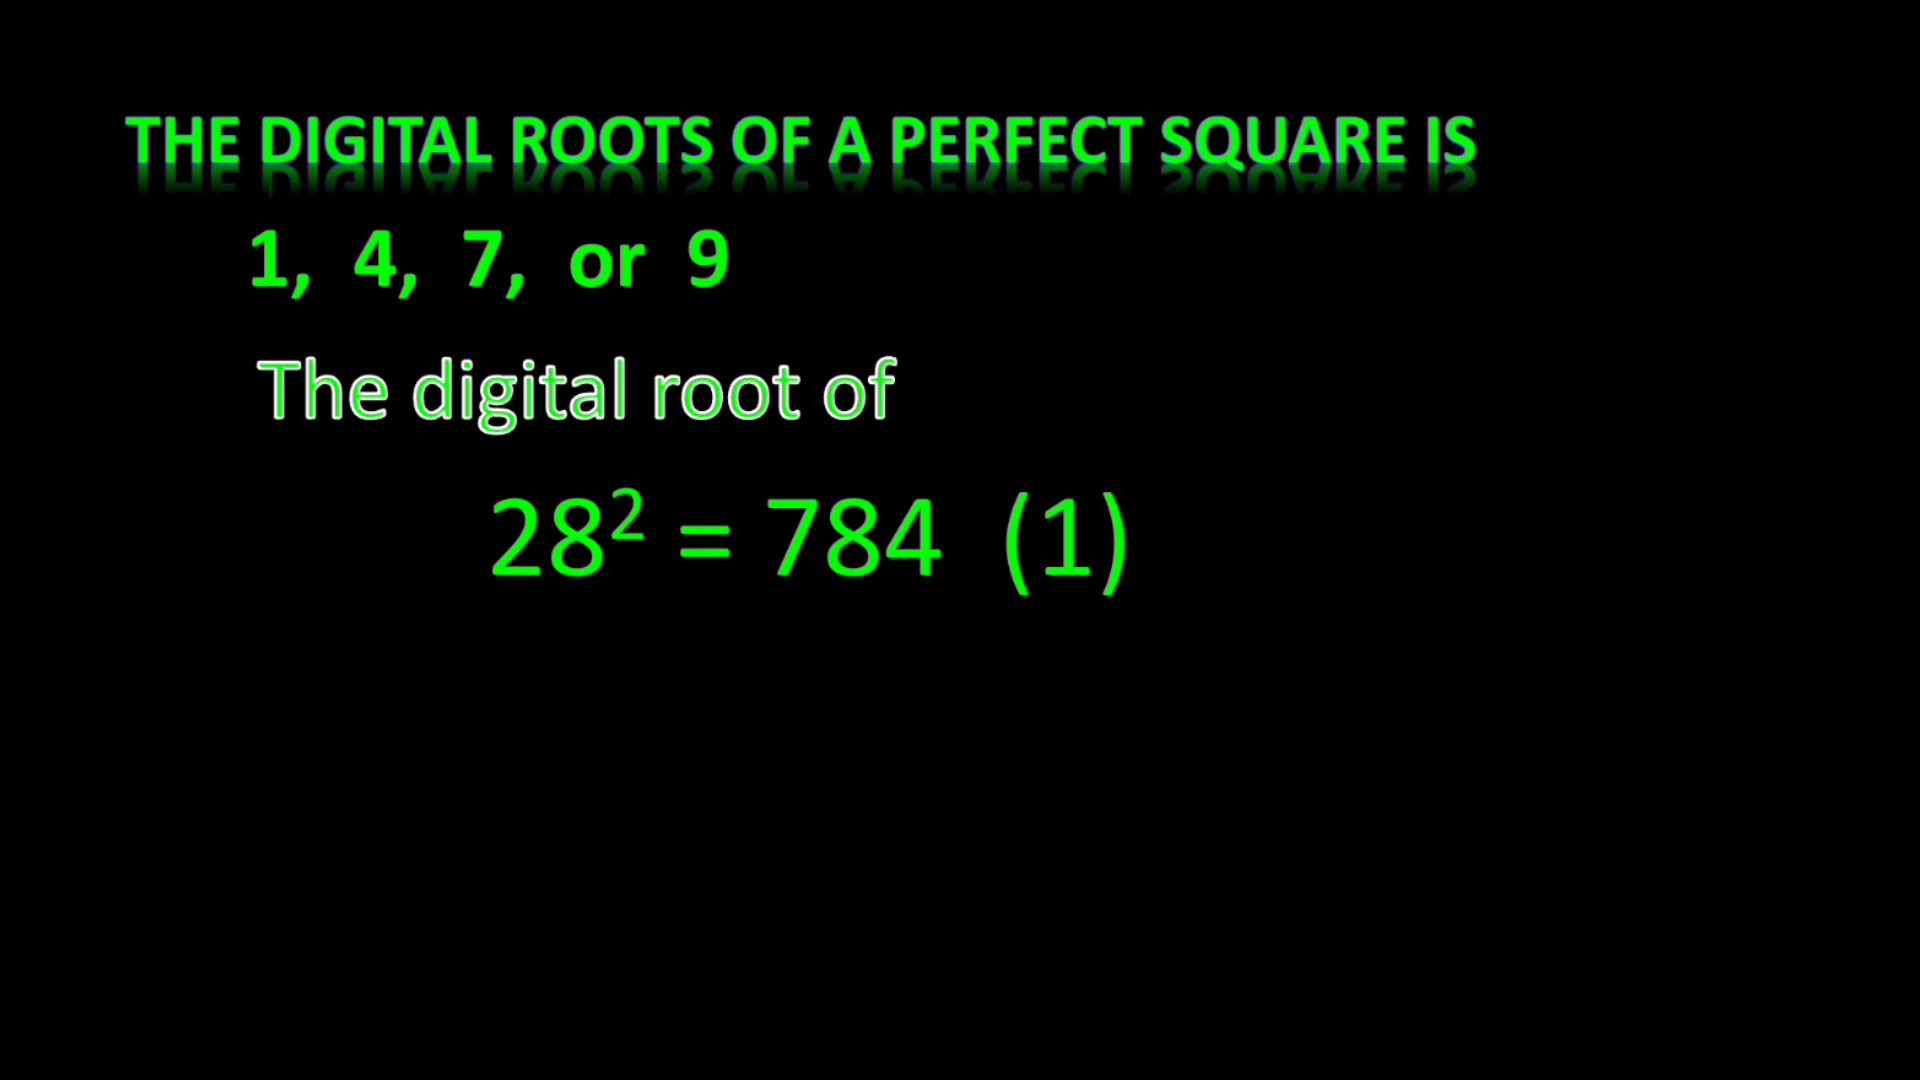 THE DIGITAL ROOTS OF A PERFECT SQUARE IS
1, 4, 7, or 9
The digital root of
28² = 784 (1)